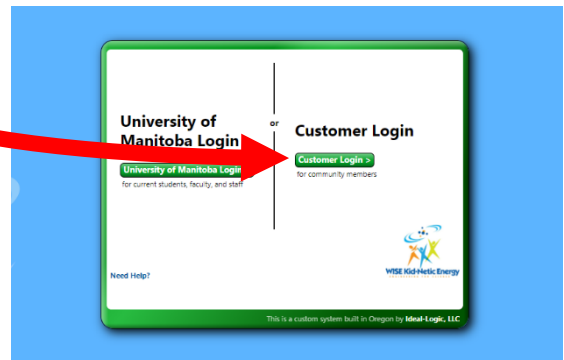 University of
Manitoba Login
University of Manitoba Login
for current students, faculty, and staff
or
Customer Login
Customer Login >
for community members
WISE Kid-Netic Energy
Need Help?
This is a custom system built in Oregon by Ideal-Logic, LLC